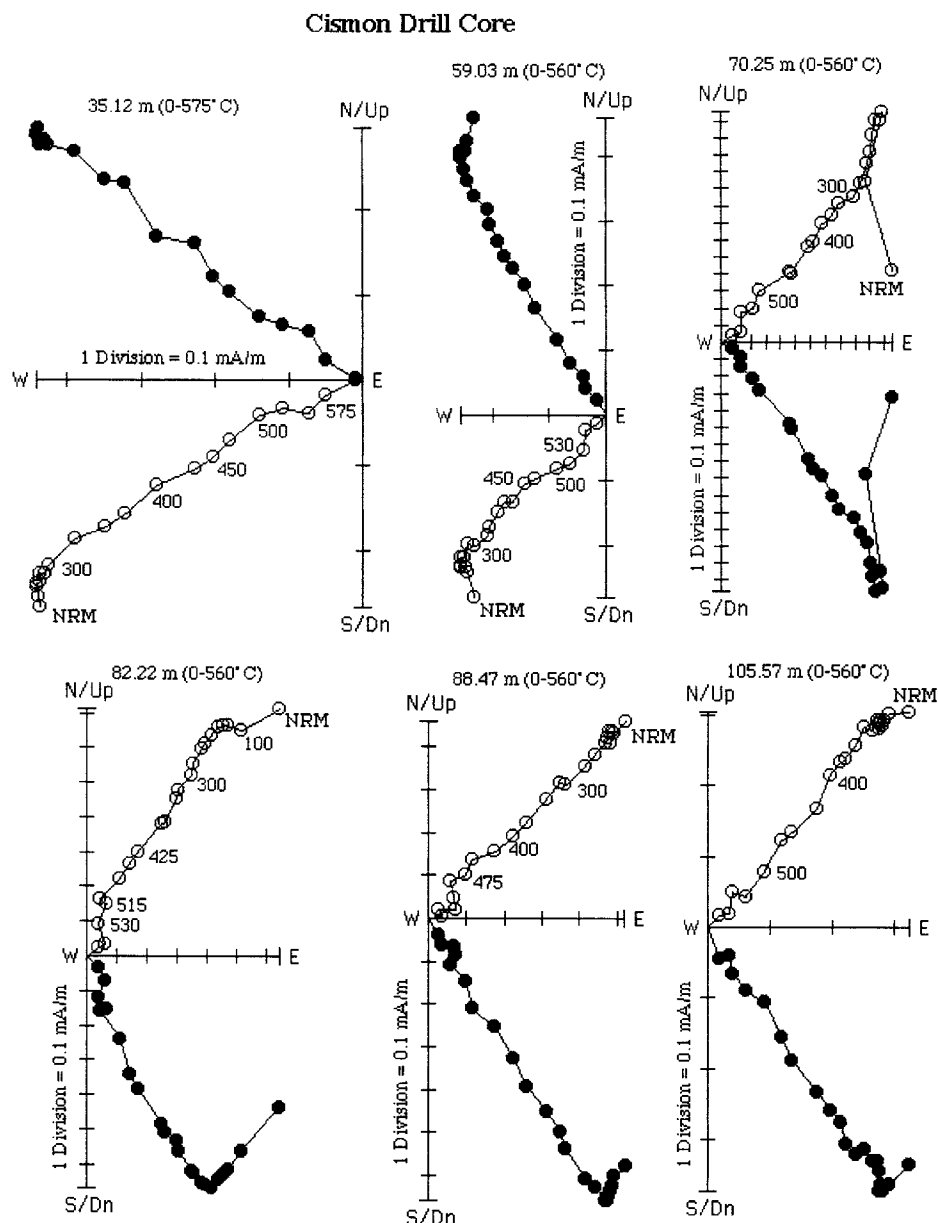 Cismon Drill Core
35.12 m (0-575°C)
N/Up
1 Division = 0.1 mA/m
W
E
575
500
450
400
300
NRM
S/Dn
59.03 m (0-560°C)
N/Up
1 Division = 0.1 mA/m
W
E
530
500
450
300
NRM
S/Dn
70.25 m (0-560°C)
N/Up
300
400
NRM
500
W
E
1 Division = 0.1 mA/m
S/Dn
82.22 m (0-560°C)
N/Up
NRM
100
300
425
515
530
W
E
1 Division = 0.1 mA/m
S/Dn
88.47 m (0-560°C)
N/Up
NRM
300
400
475
W
E
1 Division = 0.1 mA/m
S/Dn
105.57 m (0-560°C)
N/Up
NRM
400
500
W
E
1 Division = 0.1 mA/m
S/Dn